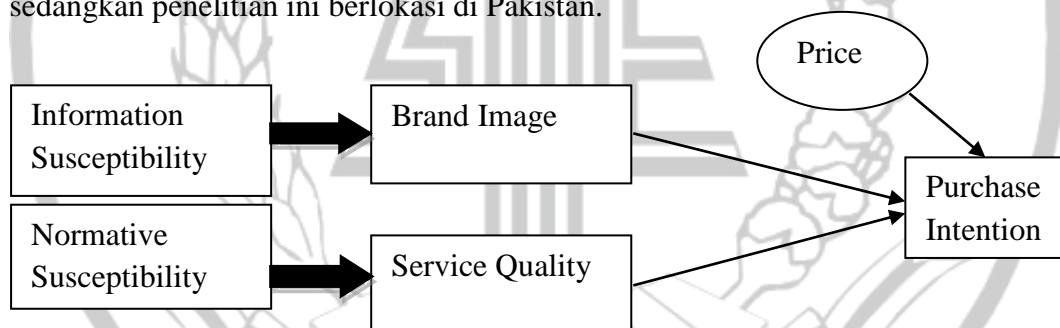 sedangkan penelitian ini berlokasi di Pakistan.
Price
Information
Susceptibility
Brand Image
Purchase
Intention
Normative
Susceptibility
Service Quality